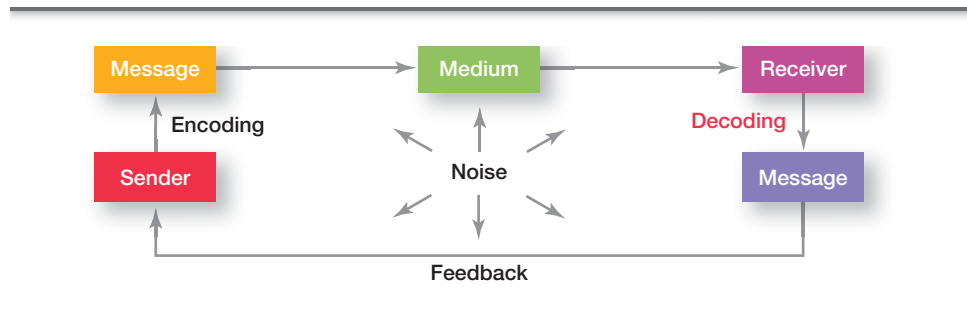 Message
Medium
Receiver
Encoding
Decoding
Sender
Noise
Message
Feedback